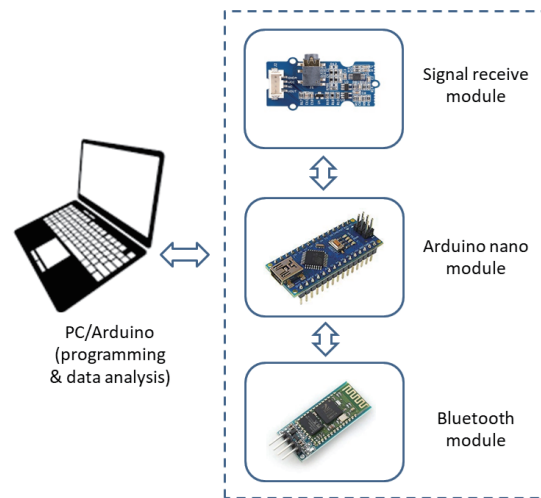 Signal receive
module
Arduino nano
module
PC/Arduino
(programming
& data analysis)
Bluetooth
module